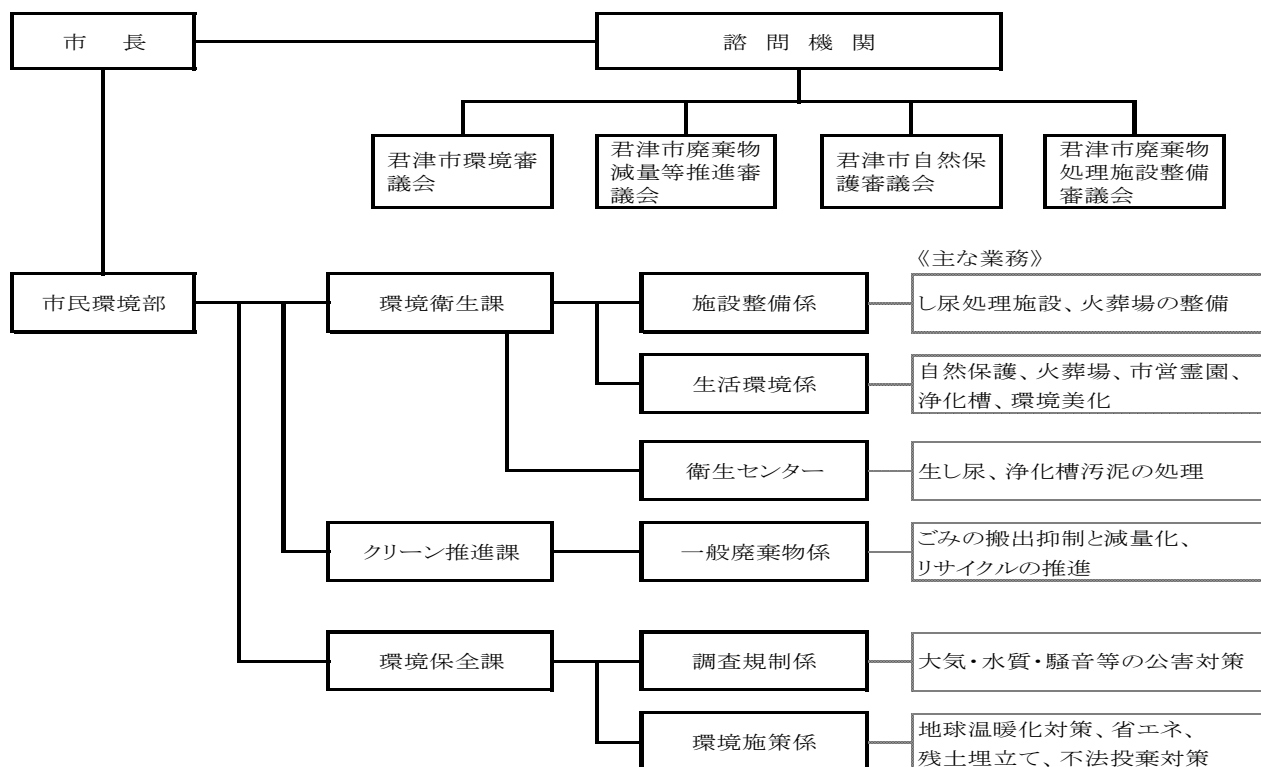 市　長
諮 問 機 関
君津市環境審
議会
君津市廃棄物
減量等推進審
議会
君津市自然保
護審議会
君津市廃棄物
処理施設整備
審議会
《主な業務》
市民環境部
環境衛生課
施設整備係
し尿処理施設、火葬場の整備
生活環境係
自然保護、火葬場、市営霊園、
浄化槽、環境美化
衛生センター
生し尿、浄化槽汚泥の処理
クリーン推進課
一般廃棄物係
ごみの搬出抑制と減量化、
リサイクルの推進
環境保全課
調査規制係
大気・水質・騒音等の公害対策
環境施策係
地球温暖化対策、省エネ、
残土埋立て、不法投棄対策